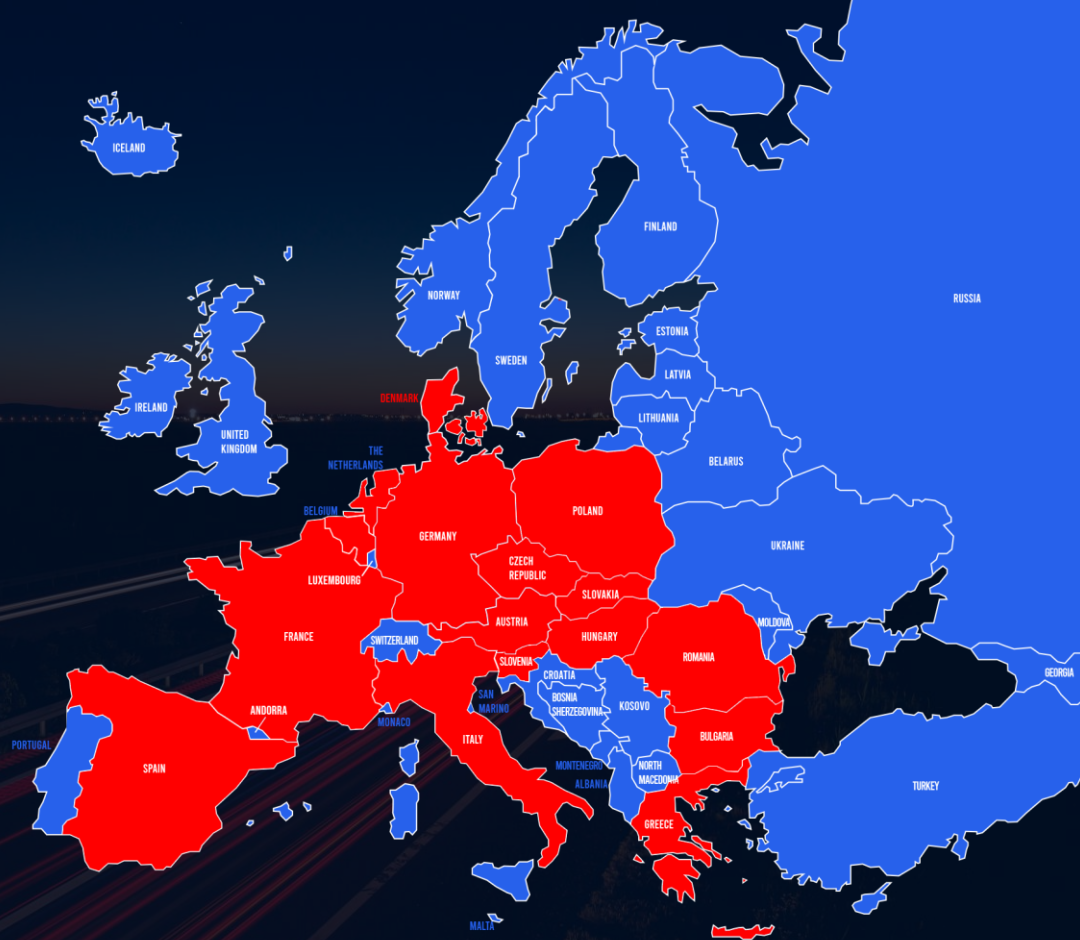 ICELAND
FINLAND
RUSSIA
NORWAY
ESTONIA
SWEDEN
LATVIA
DENMARK
IRELAND
LITHUANIA
UNITED
KINGDOM
THE
NETHERLANDS
BELARUS
BELGIUM
POLAND
GERMANY
UKRAINE
CZECH
REPUBLIC
LUXEMBOURG
SLOVAKIA
AUSTRIA
MOLDOVA
FRANCE
SWITZERLAND
HUNGARY
ROMANIA
SLOVENIA
CROATIA
GEORGIA
SAN
MARINO
BOSNIA
SHERZEGOVINA
KOSOVO
ANDORRA
MONACO
PORTUGAL
ITALY
BULGARIA
SPAIN
MONTENEGRO
NORTH
MACEDONIA
ALBANIA
TURKEY
GREECE
MALTA